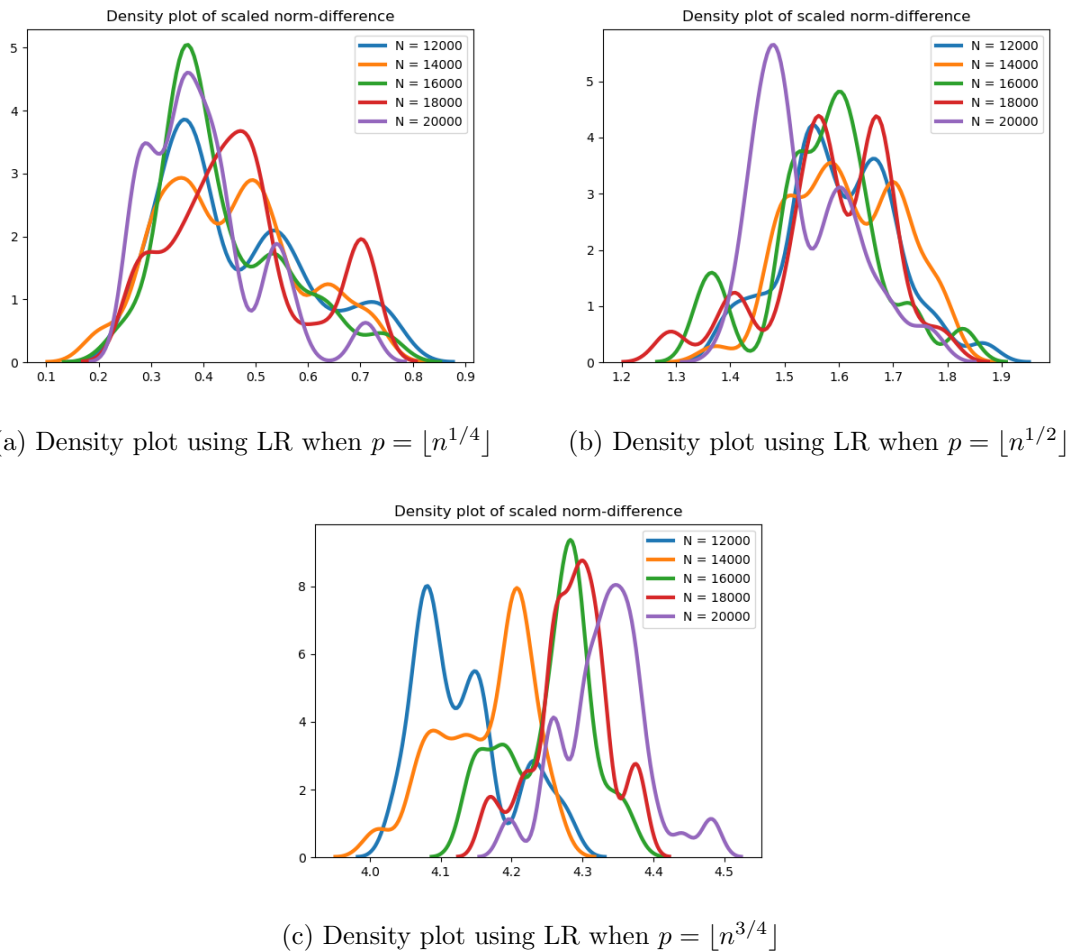 Density plot of scaled norm-difference
5
4
3
2
1
0
0.1 0.2 0.3 0.4 0.5 0.6 0.7 0.8 0.9
N = 12000
N = 14000
N = 16000
N = 18000
N = 20000
a) Density plot using LR when p = ⌊n^{1/4}⌋
Density plot of scaled norm-difference
5
4
3
2
1
0
1.2 1.3 1.4 1.5 1.6 1.7 1.8 1.9
N = 12000
N = 14000
N = 16000
N = 18000
N = 20000
(b) Density plot using LR when p = ⌊n^{1/2}⌋
Density plot of scaled norm-difference
8
6
4
2
0
4.0 4.1 4.2 4.3 4.4 4.5
N = 12000
N = 14000
N = 16000
N = 18000
N = 20000
(c) Density plot using LR when p = ⌊n^{3/4}⌋